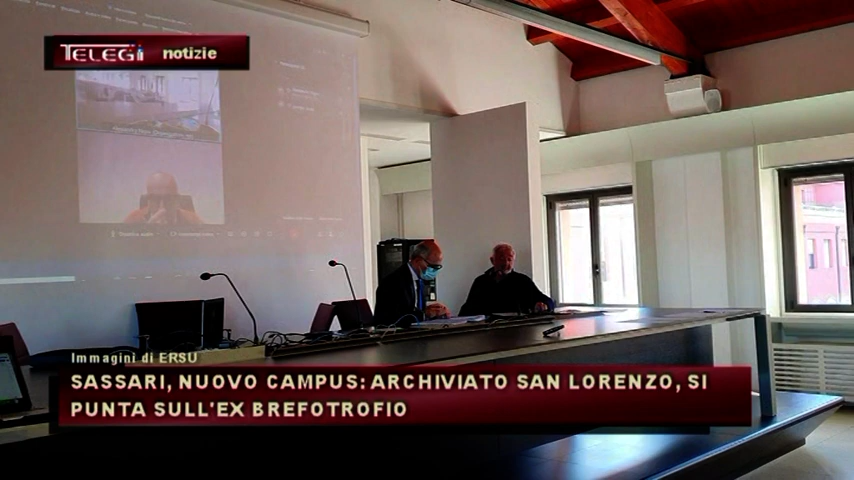 TELEGI notizie
Immagini di ERSU
SASSARI, NUOVO CAMPUS: ARCHIVIATO SAN LORENZO, SI
PUNTA SULL'EX BREFOTROFIO